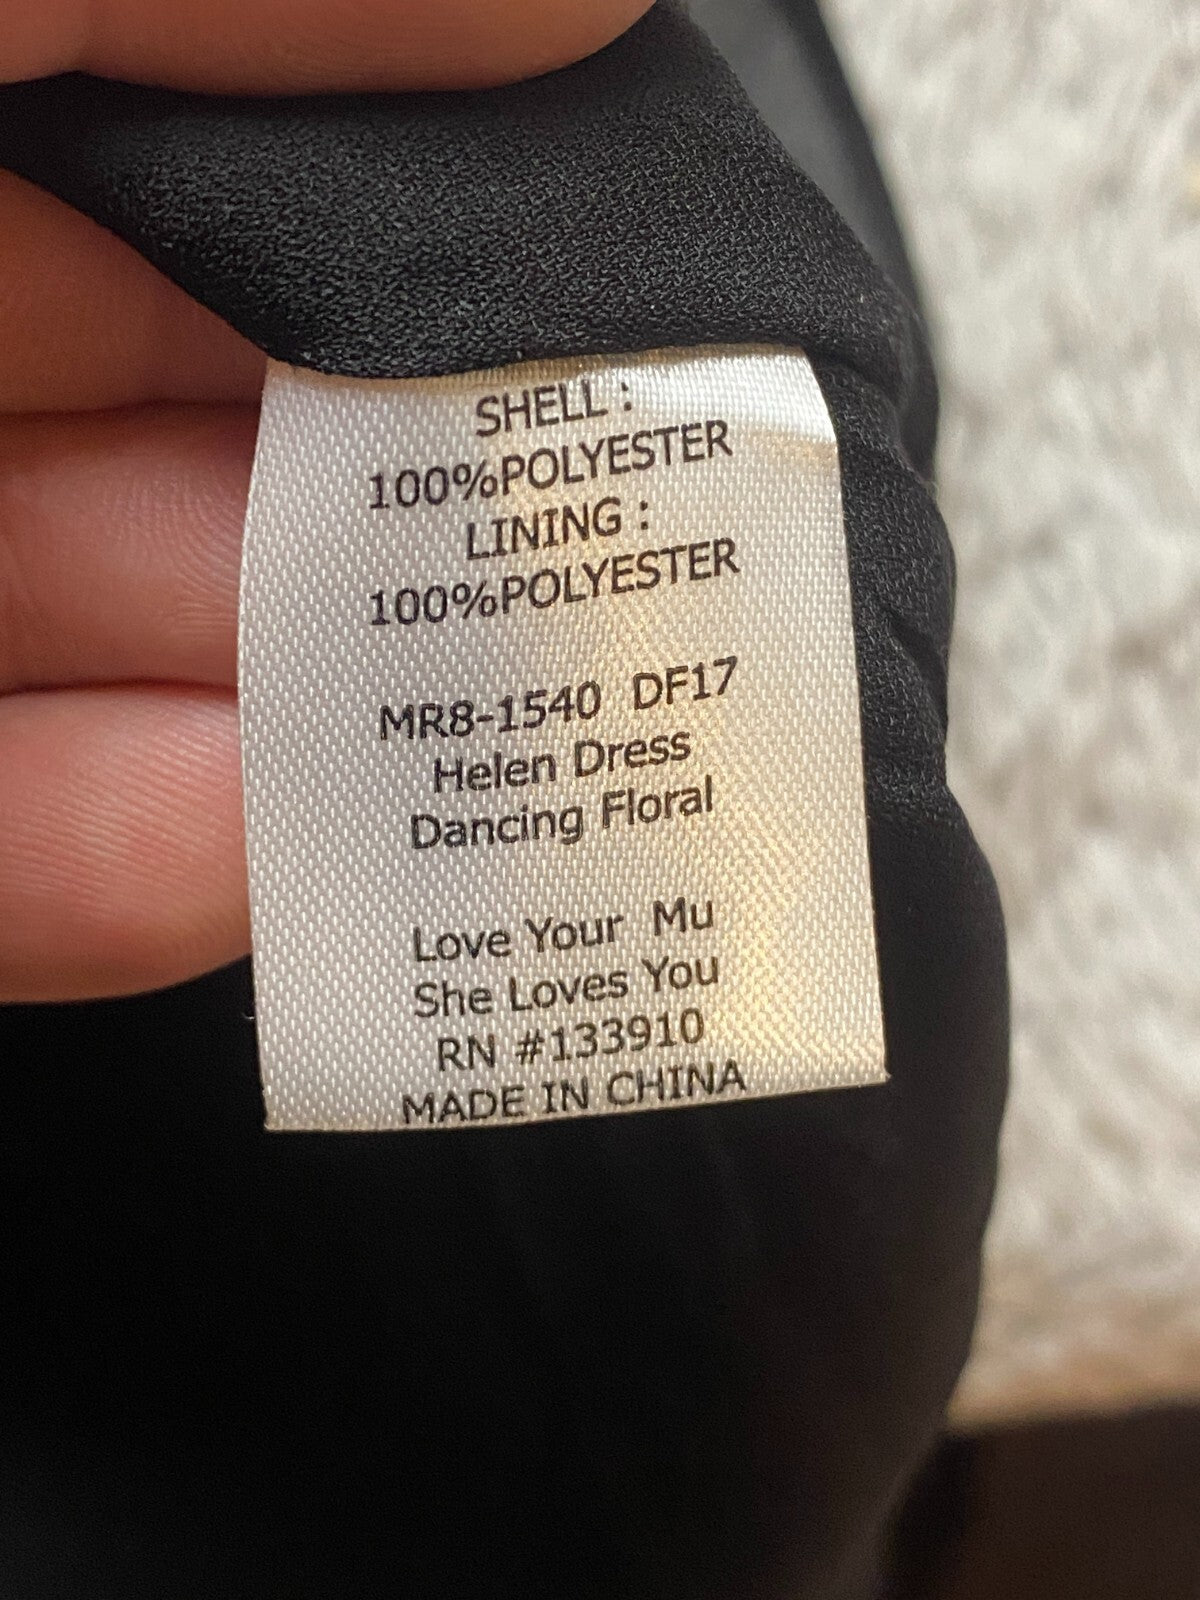 SHELL :
100%POLYESTER
LINING :
100%POLYESTER
MR8-1540 DF17
Helen Dress
Dancing Floral
Love Your Mu
She Loves You
RN #133910
MADE IN CHINA